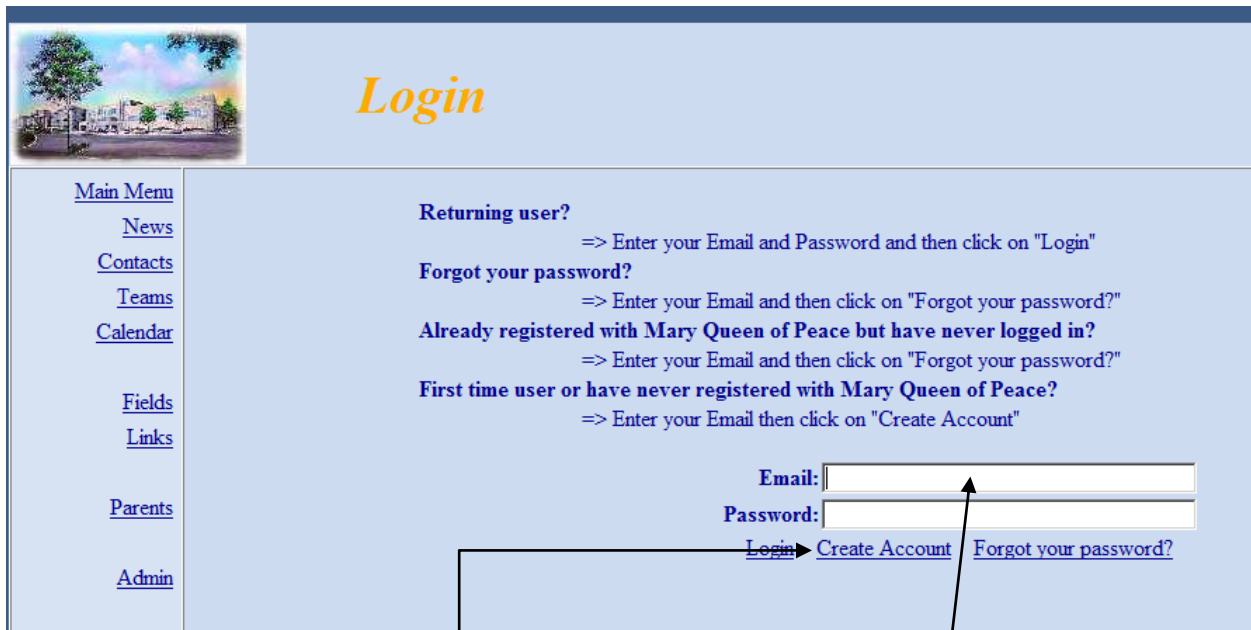 Login
Main Menu
News
Contacts
Teams
Calendar
Fields
Links
Parents
Admin
Returning user?
=> Enter your Email and Password and then click on "Login"
Forgot your password?
=> Enter your Email and then click on "Forgot your password?"
Already registered with Mary Queen of Peace but have never logged in?
=> Enter your Email and then click on "Forgot your password?"
First time user or have never registered with Mary Queen of Peace?
=> Enter your Email then click on "Create Account"
Email:
Password:
Login Create Account Forgot your password?